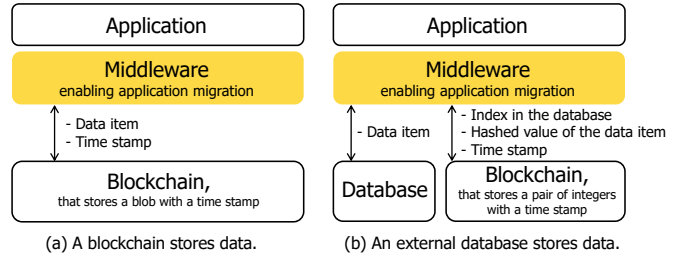 Application
Middleware
enabling application migration
- Data item
- Time stamp
Blockchain,
that stores a blob with a time stamp
(a) A blockchain stores data.
Application
Middleware
enabling application migration
- Data item
- Index in the database
- Hashed value of the data item
- Time stamp
Database
Blockchain,
that stores a pair of integers
with a time stamp
(b) An external database stores data.